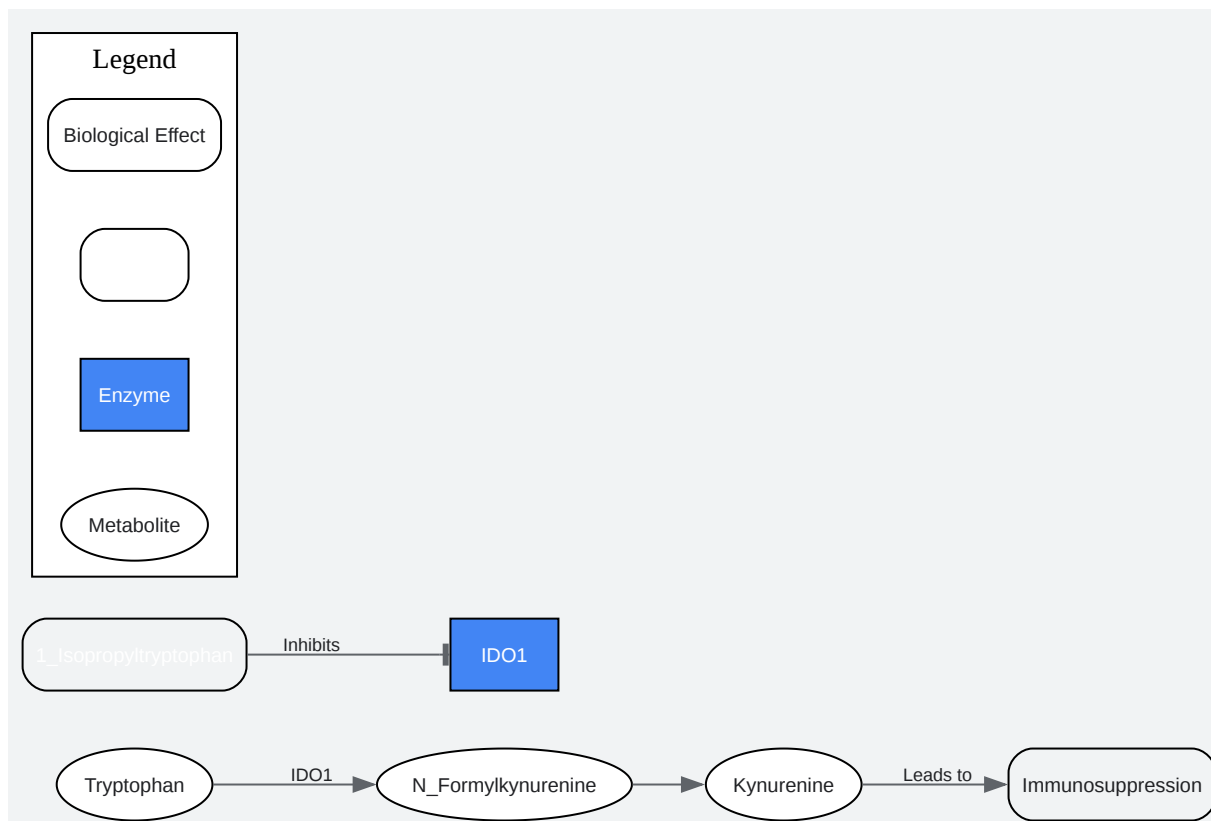 Legend
Biological Effect
Enzyme
Metabolite
1_Isopropyltryptophan
Inhibits
IDO1
Tryptophan
IDO1
N_Formylkynurenine
Kynurenine
Leads to
Immunosuppression